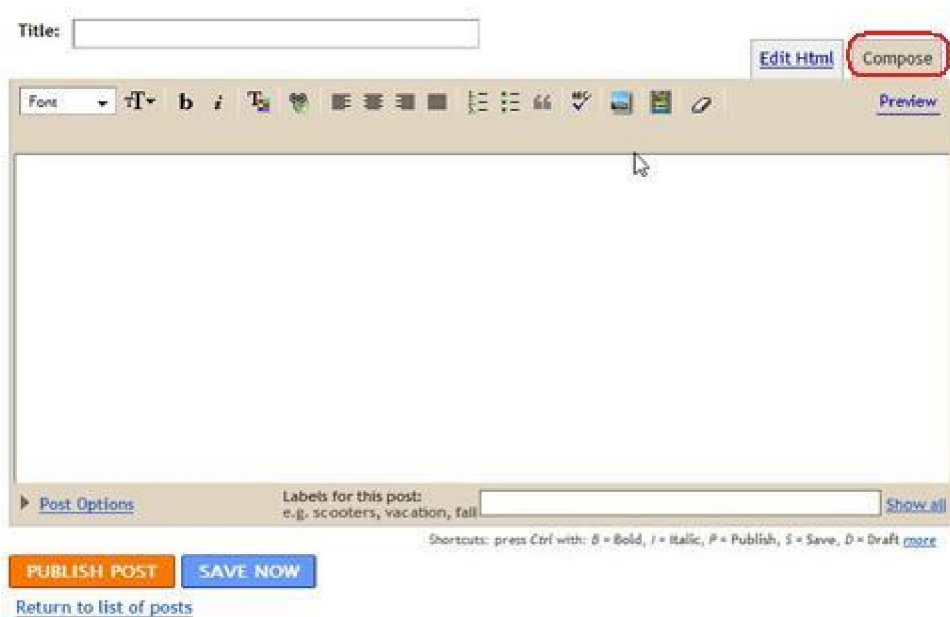 Title:
Edit Html Compose
Font b i Preview
Post Options Labels for this post: Show all
e.g. scooters, vacation, fall
Shortcuts: press Ctrl with: B = Bold, I = Italic, P = Publish, S = Save, D = Draft more
PUBLISH POST SAVE NOW
Return to list of posts